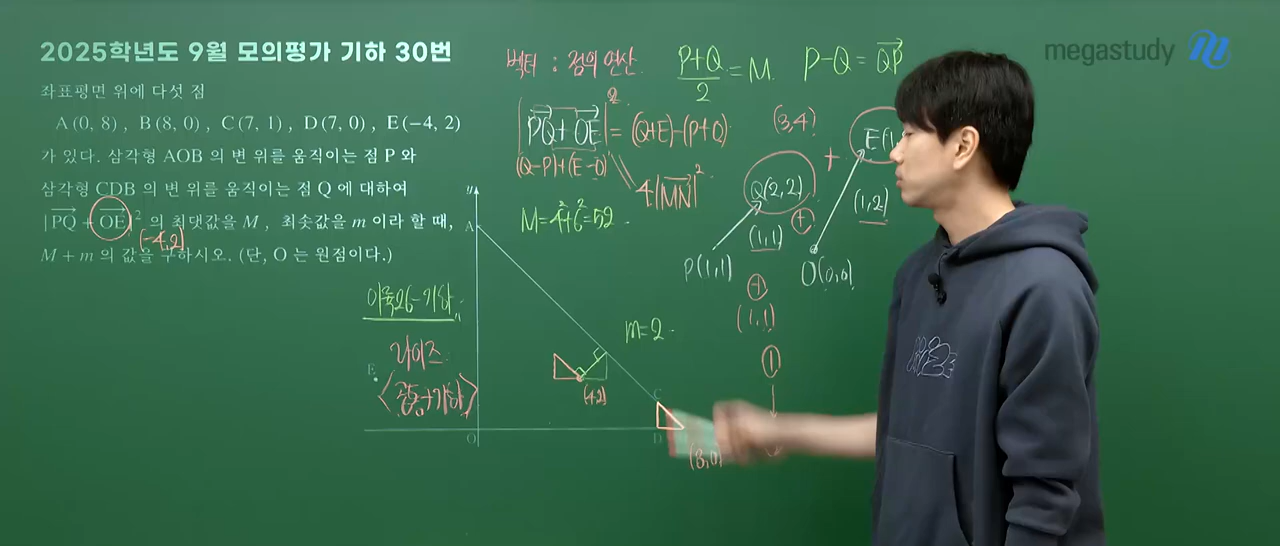 2025학년도 9월 모의평가 기하 30번
좌표평면 위에 다섯 점
A(0, 8), B(8, 0), C(7, 1), D(7, 0), E(−4, 2)
가 있다. 삼각형 AOB 의 변 위를 움직이는 점 P 와
삼각형 CDB 의 변 위를 움직이는 점 Q 에 대하여
|PQ + OE|² 의 최댓값을 M, 최솟값을 m 이라 할 때,
(-4,2)
M + m 의 값을 구하시오. (단, O 는 원점이다.)
벡터 : 점의 연산
P+Q/2 = M
P-Q = QP
|PQ+OE|² = (Q+E)-(P+O)
(Q-P)+(E-O)
4|MN|²
M=4²+6²=52
m=2
y
A
E
O
C
D
(4,2)
(8,0)
라이즈
<공통+기하>
(3,4)
+
Q(2,2)
E(1,
(1,1)
(1,2)
P(1,1)
O(0,0)
+
+
(1,1)
1
megastudy